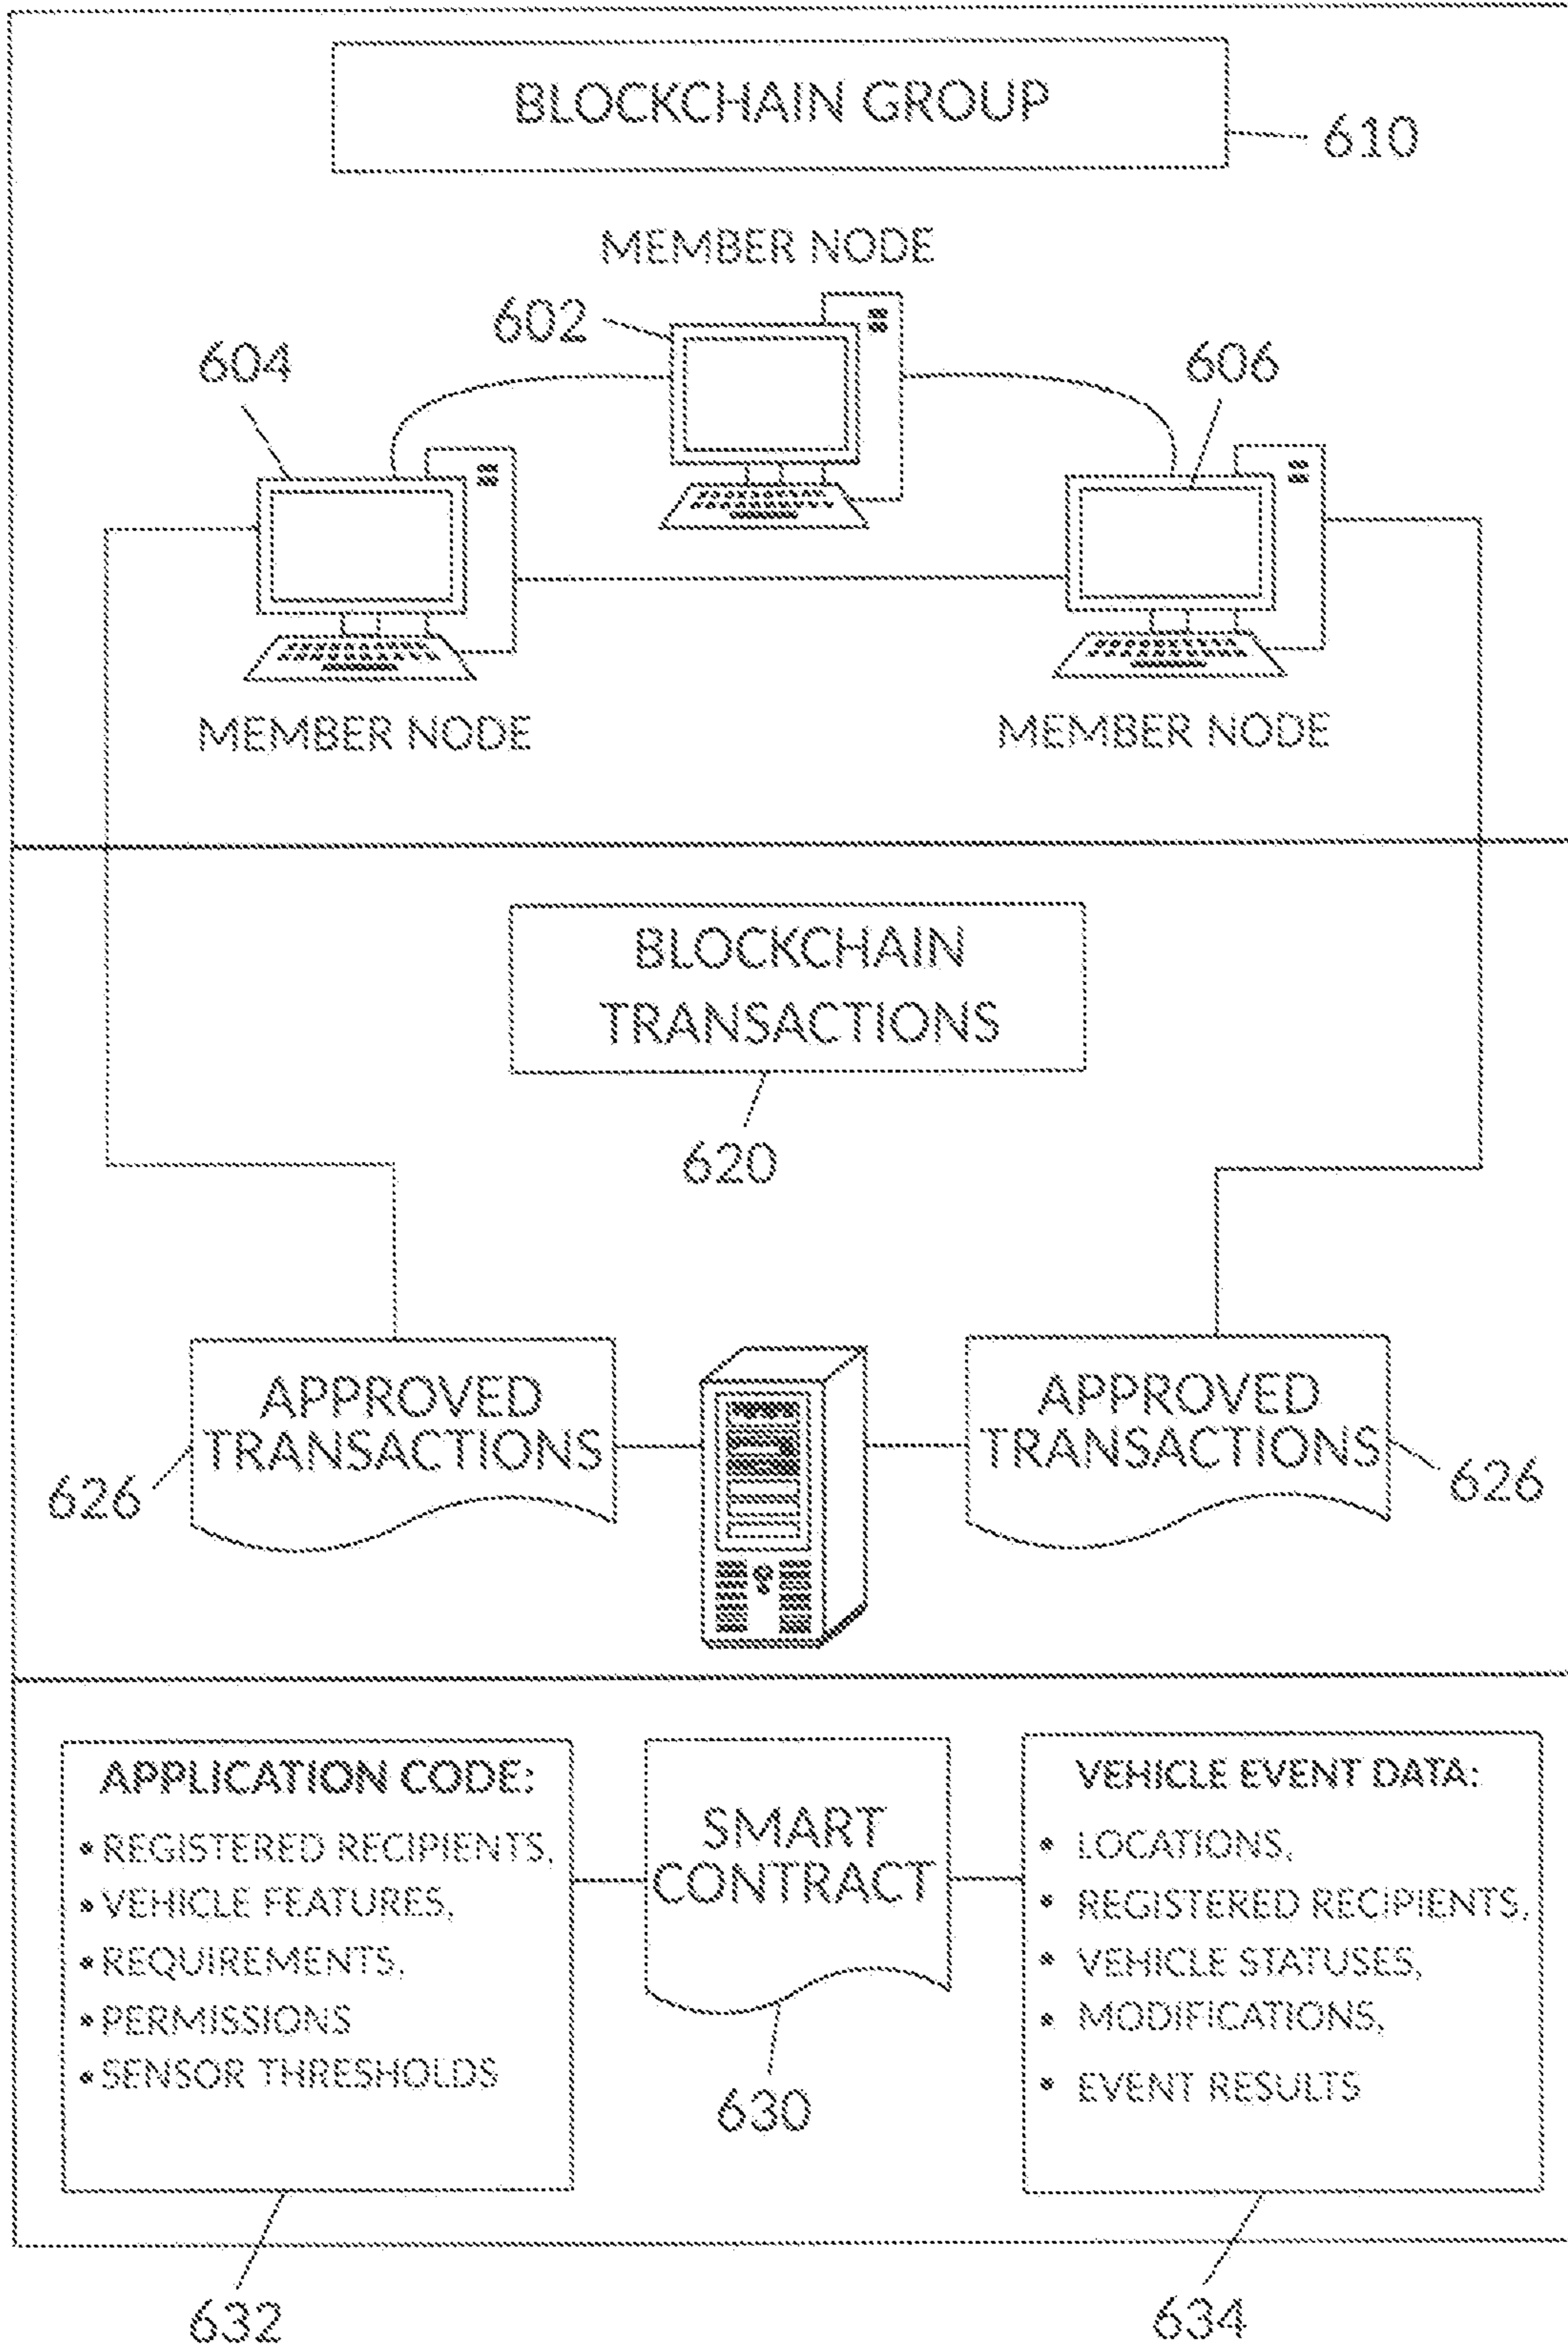 BLOCKCHAIN GROUP
610
MEMBER NODE
602
604
606
MEMBER NODE
MEMBER NODE
BLOCKCHAIN
TRANSACTIONS
620
APPROVED
TRANSACTIONS
626
APPROVED
TRANSACTIONS
626
APPLICATION CODE:
• REGISTERED RECIPIENTS,
• VEHICLE FEATURES,
• REQUIREMENTS,
• PERMISSIONS
• SENSOR THRESHOLDS
632
SMART
CONTRACT
630
VEHICLE EVENT DATA:
• LOCATIONS,
• REGISTERED RECIPIENTS,
• VEHICLE STATUSES,
• MODIFICATIONS,
• EVENT RESULTS
634